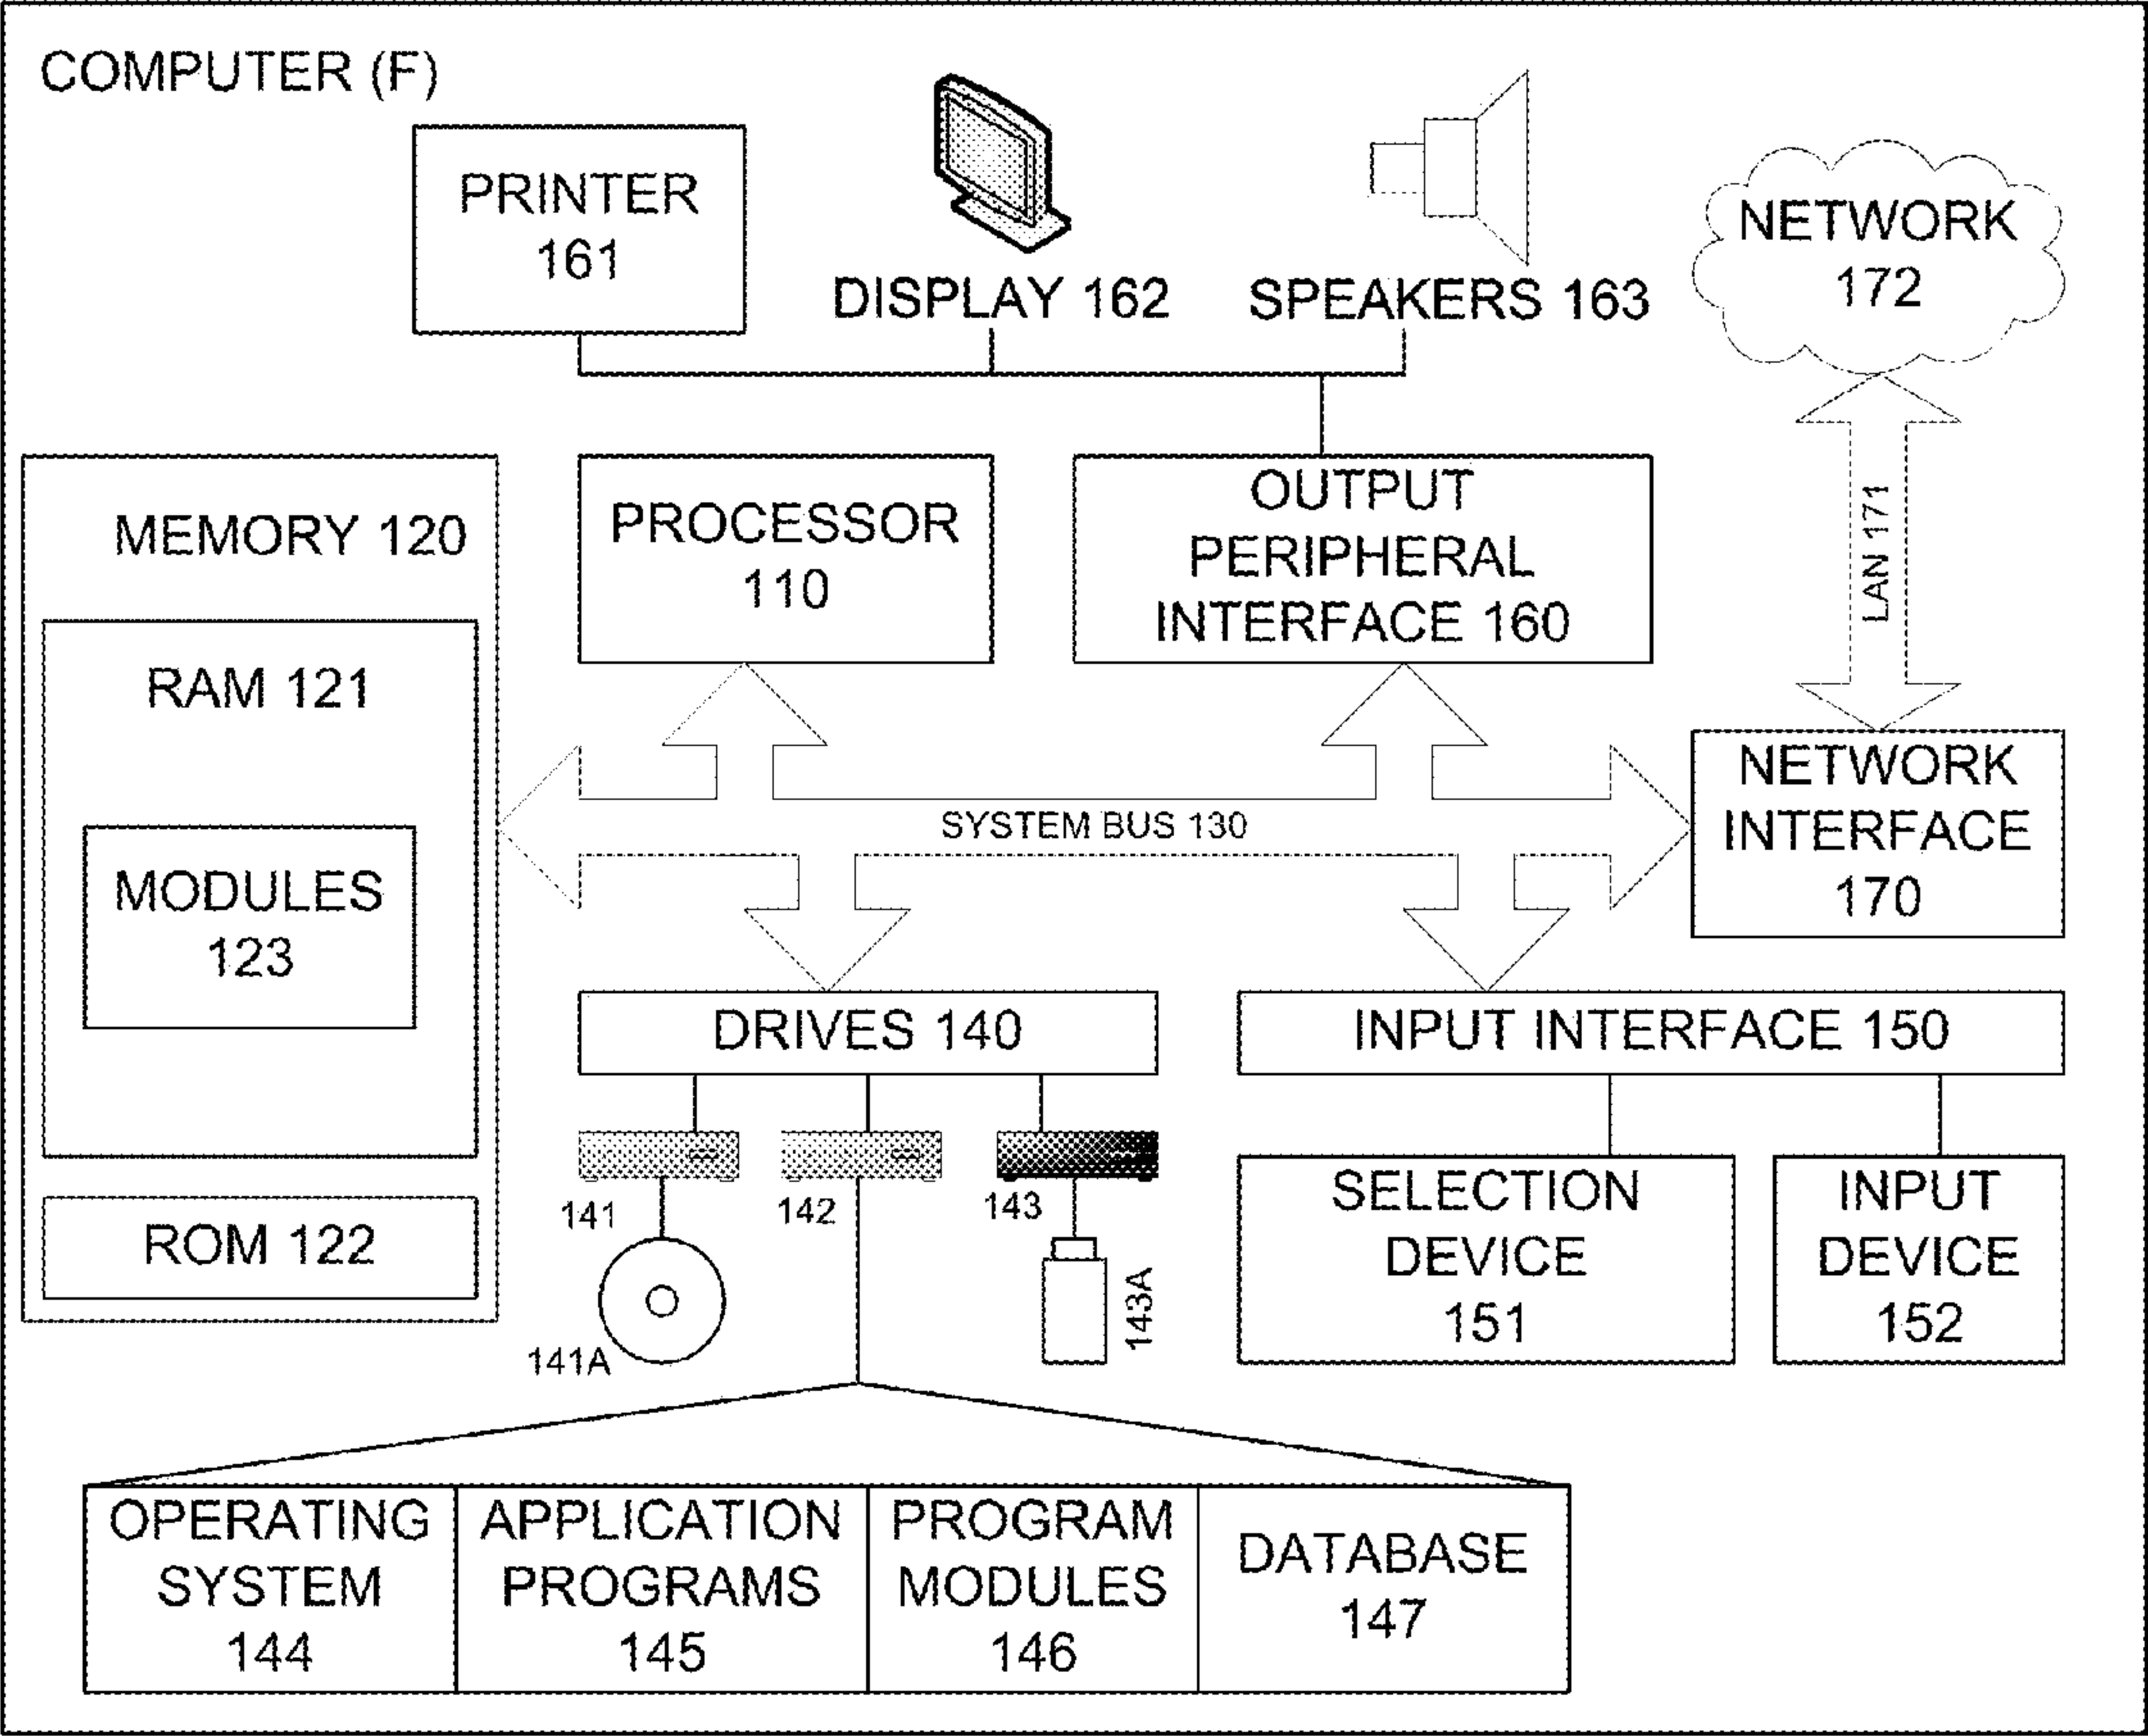 COMPUTER (F)
PRINTER
161
DISPLAY 162
SPEAKERS 163
NETWORK
172
LAN 171
MEMORY 120
RAM 121
MODULES
123
ROM 122
PROCESSOR
110
OUTPUT
PERIPHERAL
INTERFACE 160
SYSTEM BUS 130
NETWORK
INTERFACE
170
DRIVES 140
INPUT INTERFACE 150
141
142
143
141A
143A
SELECTION
DEVICE
151
INPUT
DEVICE
152
OPERATING
SYSTEM
144
APPLICATION
PROGRAMS
145
PROGRAM
MODULES
146
DATABASE
147